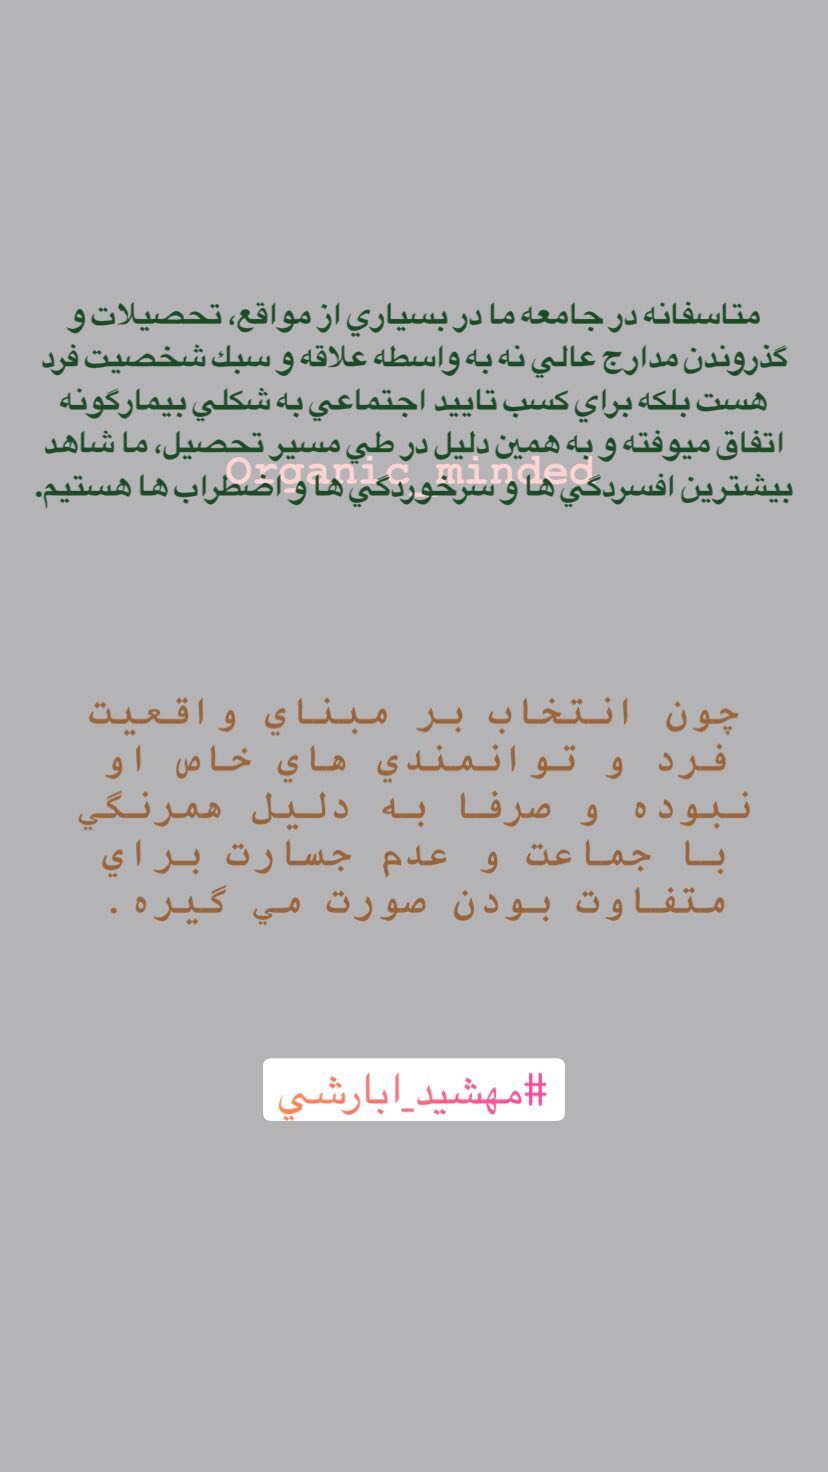 متاسفانه در جامعه ما در بسياري از مواقع، تحصيلات و
گذروندن مدارج عالي نه به واسطه علاقه و سبك شخصيت فرد
هست بلكه براي كسب تاييد اجتماعي به شكلي بيمارگونه
اتفاق ميوفته و به همين دليل در طي مسير تحصيل، ما شاهد
Organic_minded
بيشترين افسردگي ها و سرخوردگي ها و اضطراب ها هستيم.
چون انتخاب بر مبناي واقعيت
فرد و توانمندي هاي خاص او
نبوده و صرفا به دليل همرنگي
با جماعت و عدم جسارت براي
متفاوت بودن صورت مي گيره.
#مهشيد_ابارشي